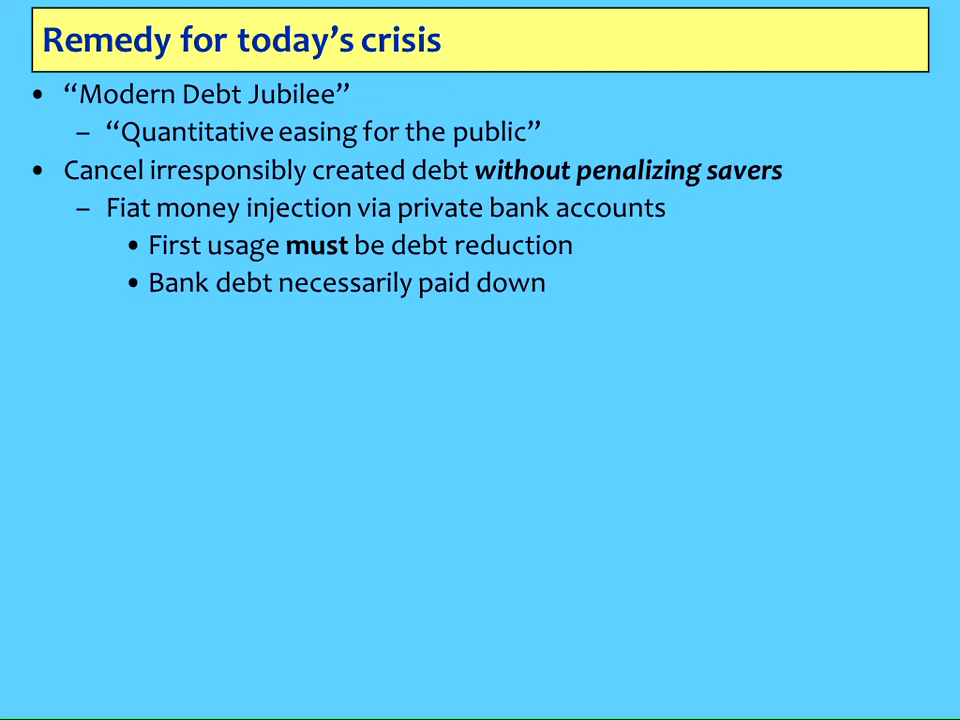 Remedy for today’s crisis
• “Modern Debt Jubilee”
– “Quantitative easing for the public”
• Cancel irresponsibly created debt without penalizing savers
– Fiat money injection via private bank accounts
• First usage must be debt reduction
• Bank debt necessarily paid down